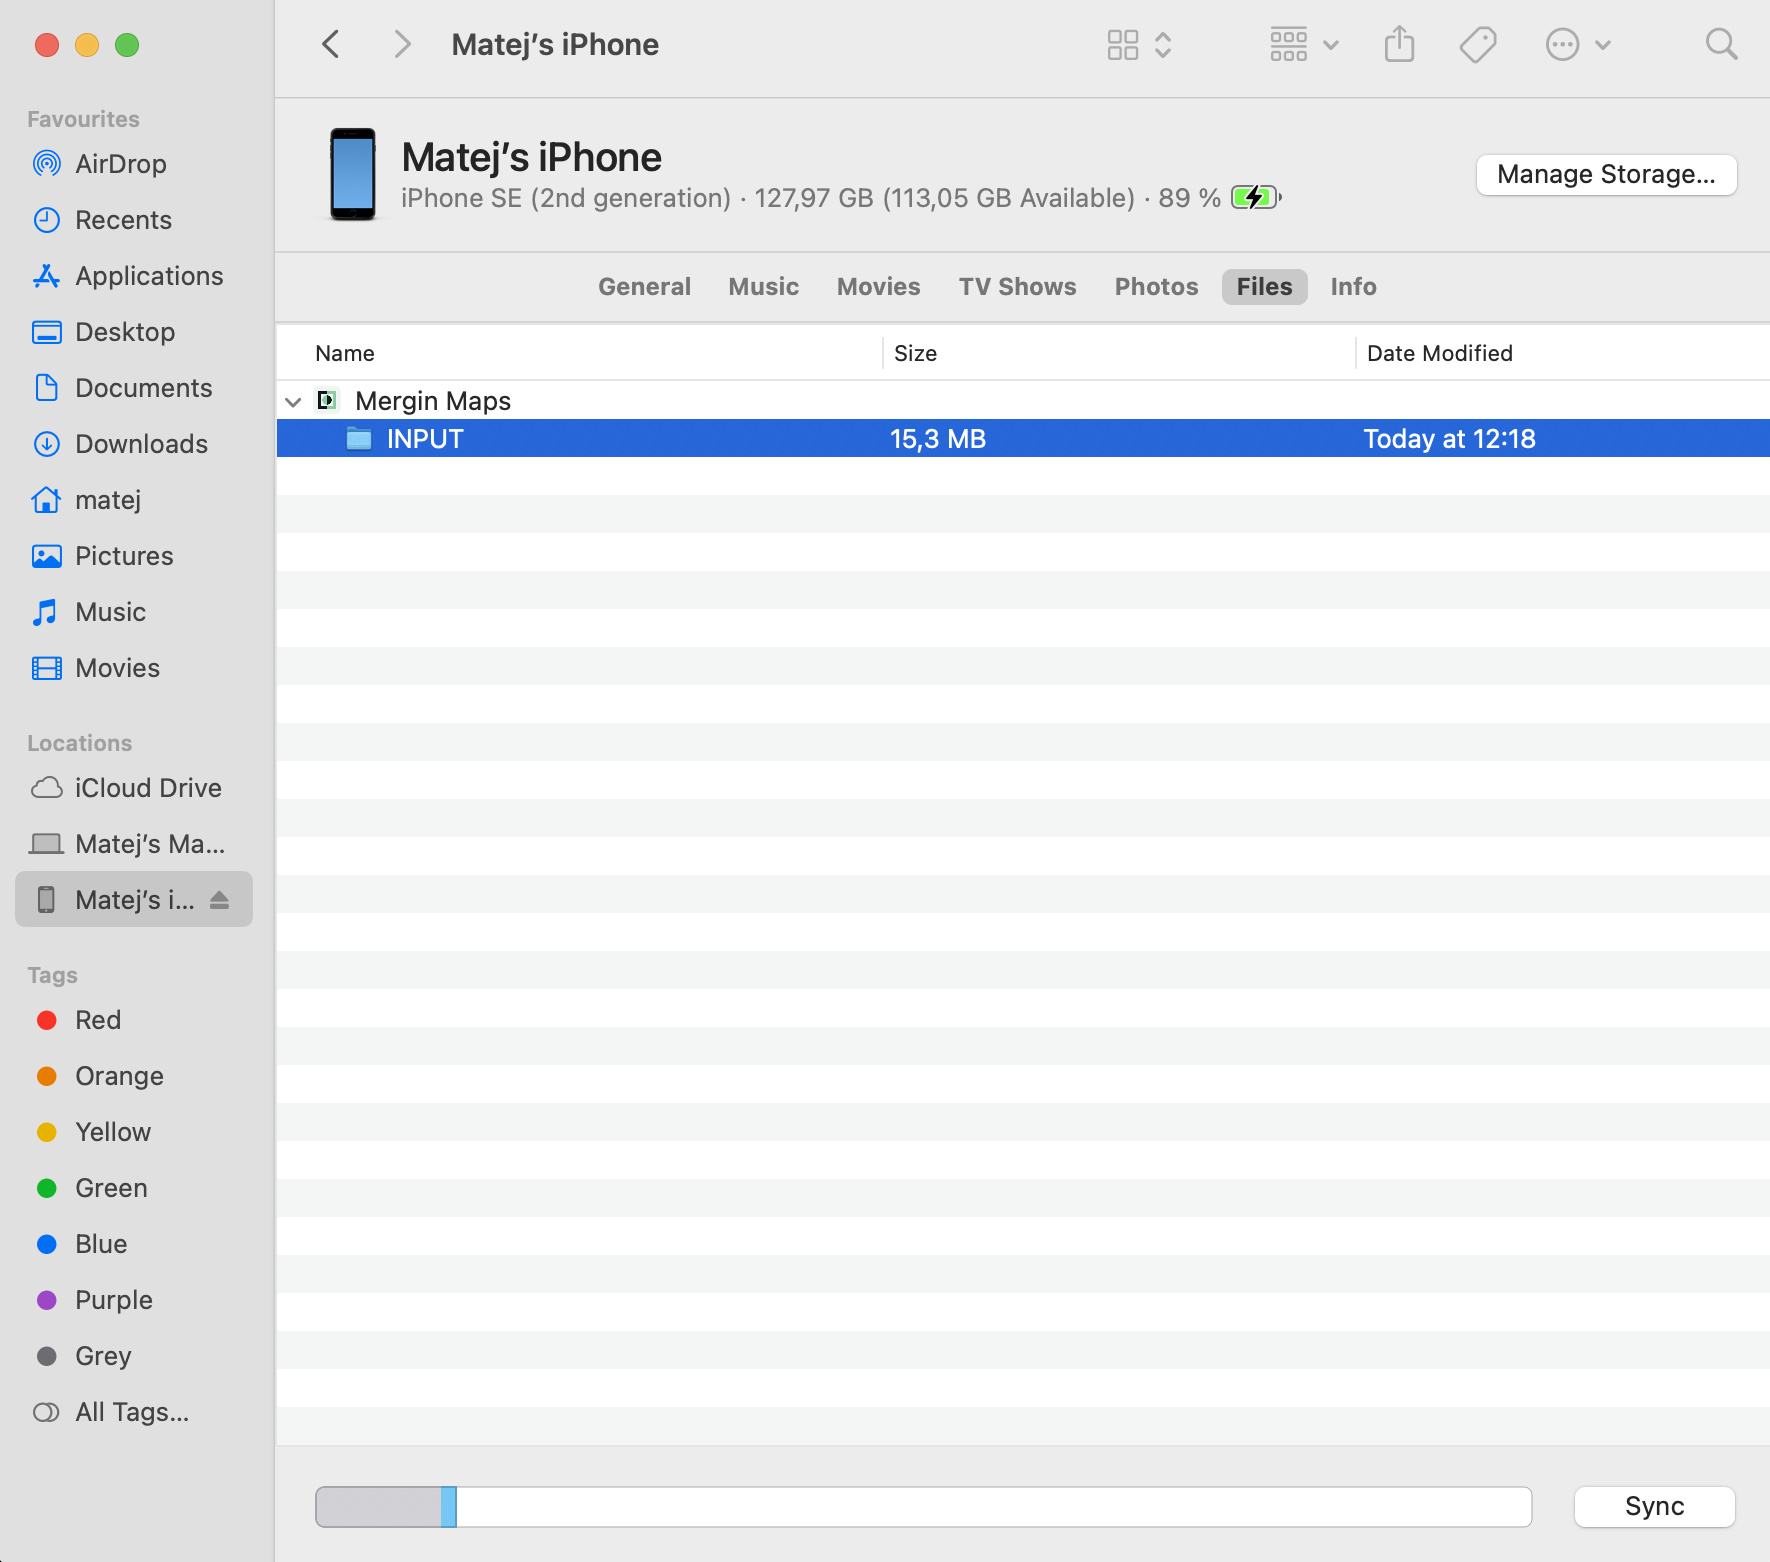 Matej’s iPhone
Favourites
AirDrop
Recents
Applications
Desktop
Documents
Downloads
matej
Pictures
Music
Movies
Locations
iCloud Drive
Matej’s Ma...
Matej’s i...
Tags
Red
Orange
Yellow
Green
Blue
Purple
Grey
All Tags...
Matej’s iPhone
iPhone SE (2nd generation) · 127,97 GB (113,05 GB Available) · 89 %
Manage Storage...
General Music Movies TV Shows Photos Files Info
Name Size Date Modified
Mergin Maps
INPUT 15,3 MB Today at 12:18
Sync